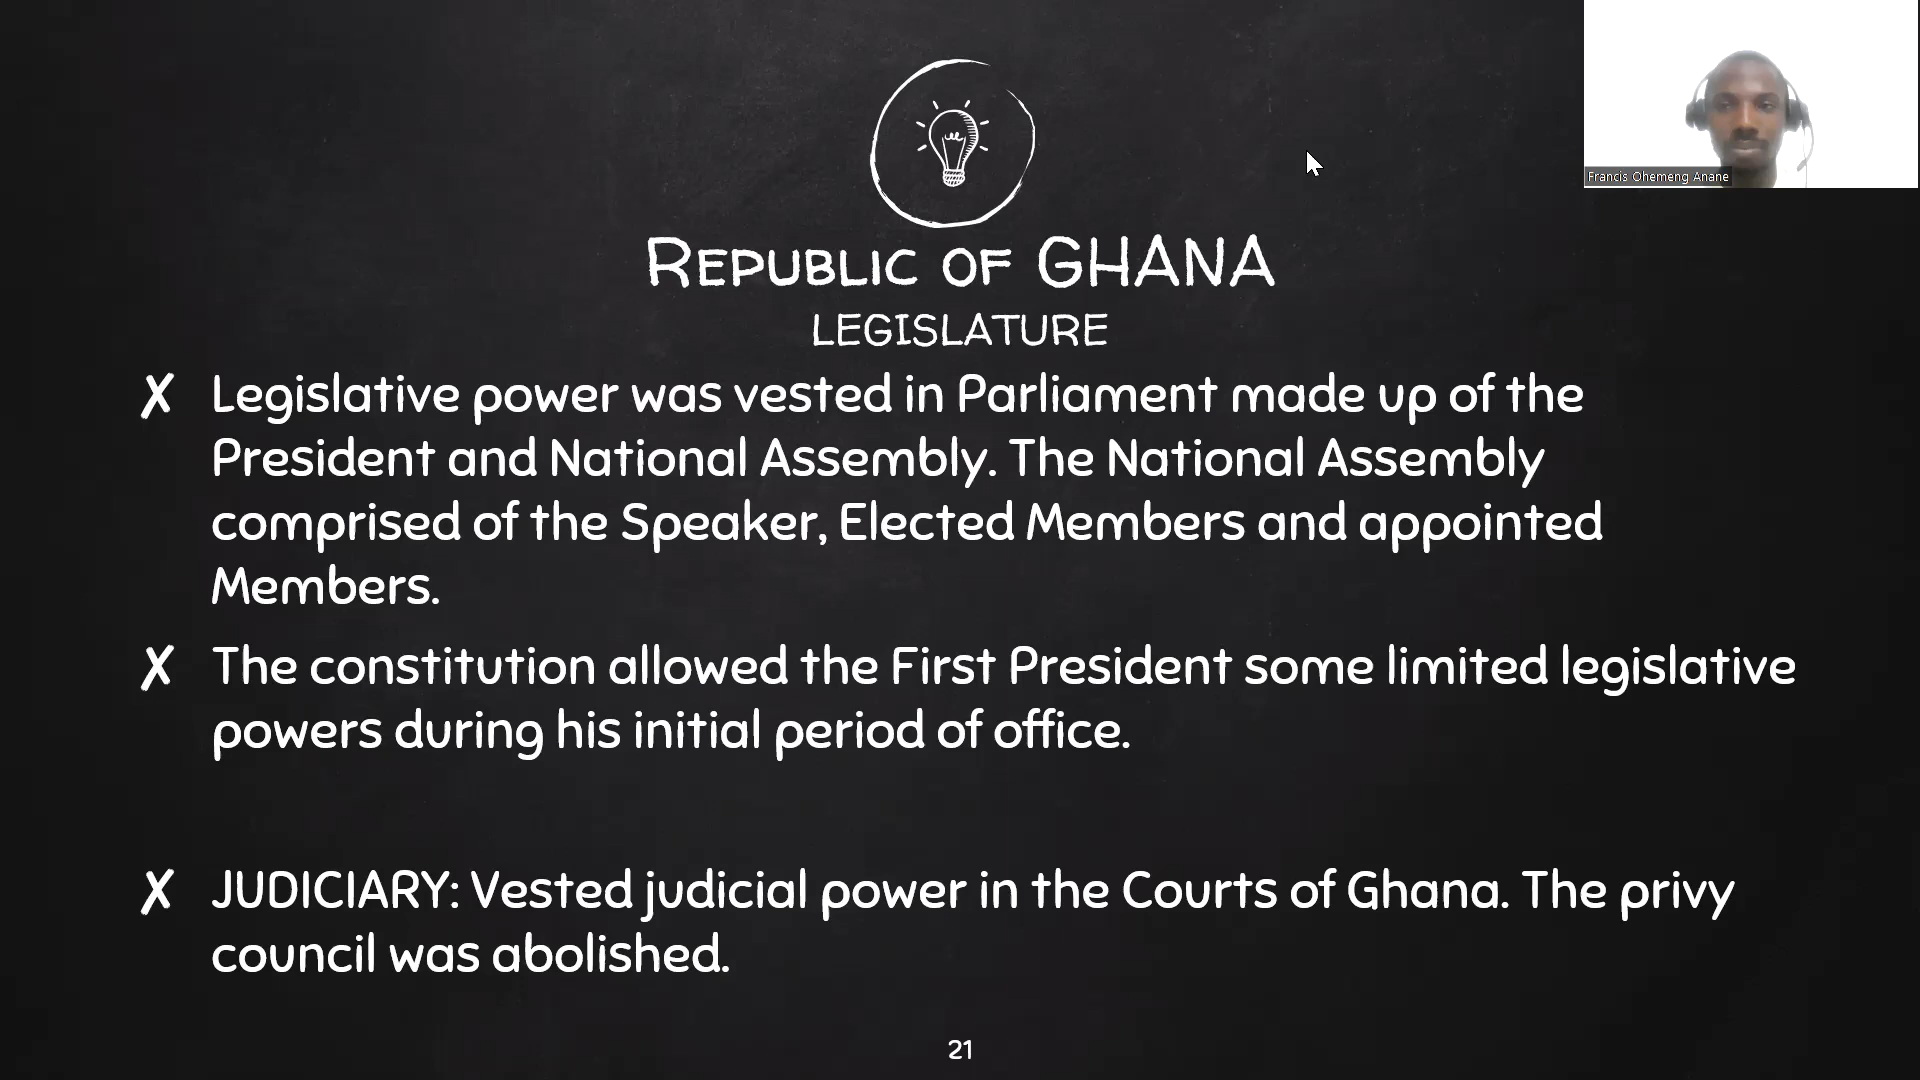 Francis Ohemeng Anane
REPUBLIC OF GHANA
LEGISLATURE
✗ Legislative power was vested in Parliament made up of the
President and National Assembly. The National Assembly
comprised of the Speaker, Elected Members and appointed
Members.
✗ The constitution allowed the First President some limited legislative
powers during his initial period of office.
✗ JUDICIARY: Vested judicial power in the Courts of Ghana. The privy
council was abolished.
21